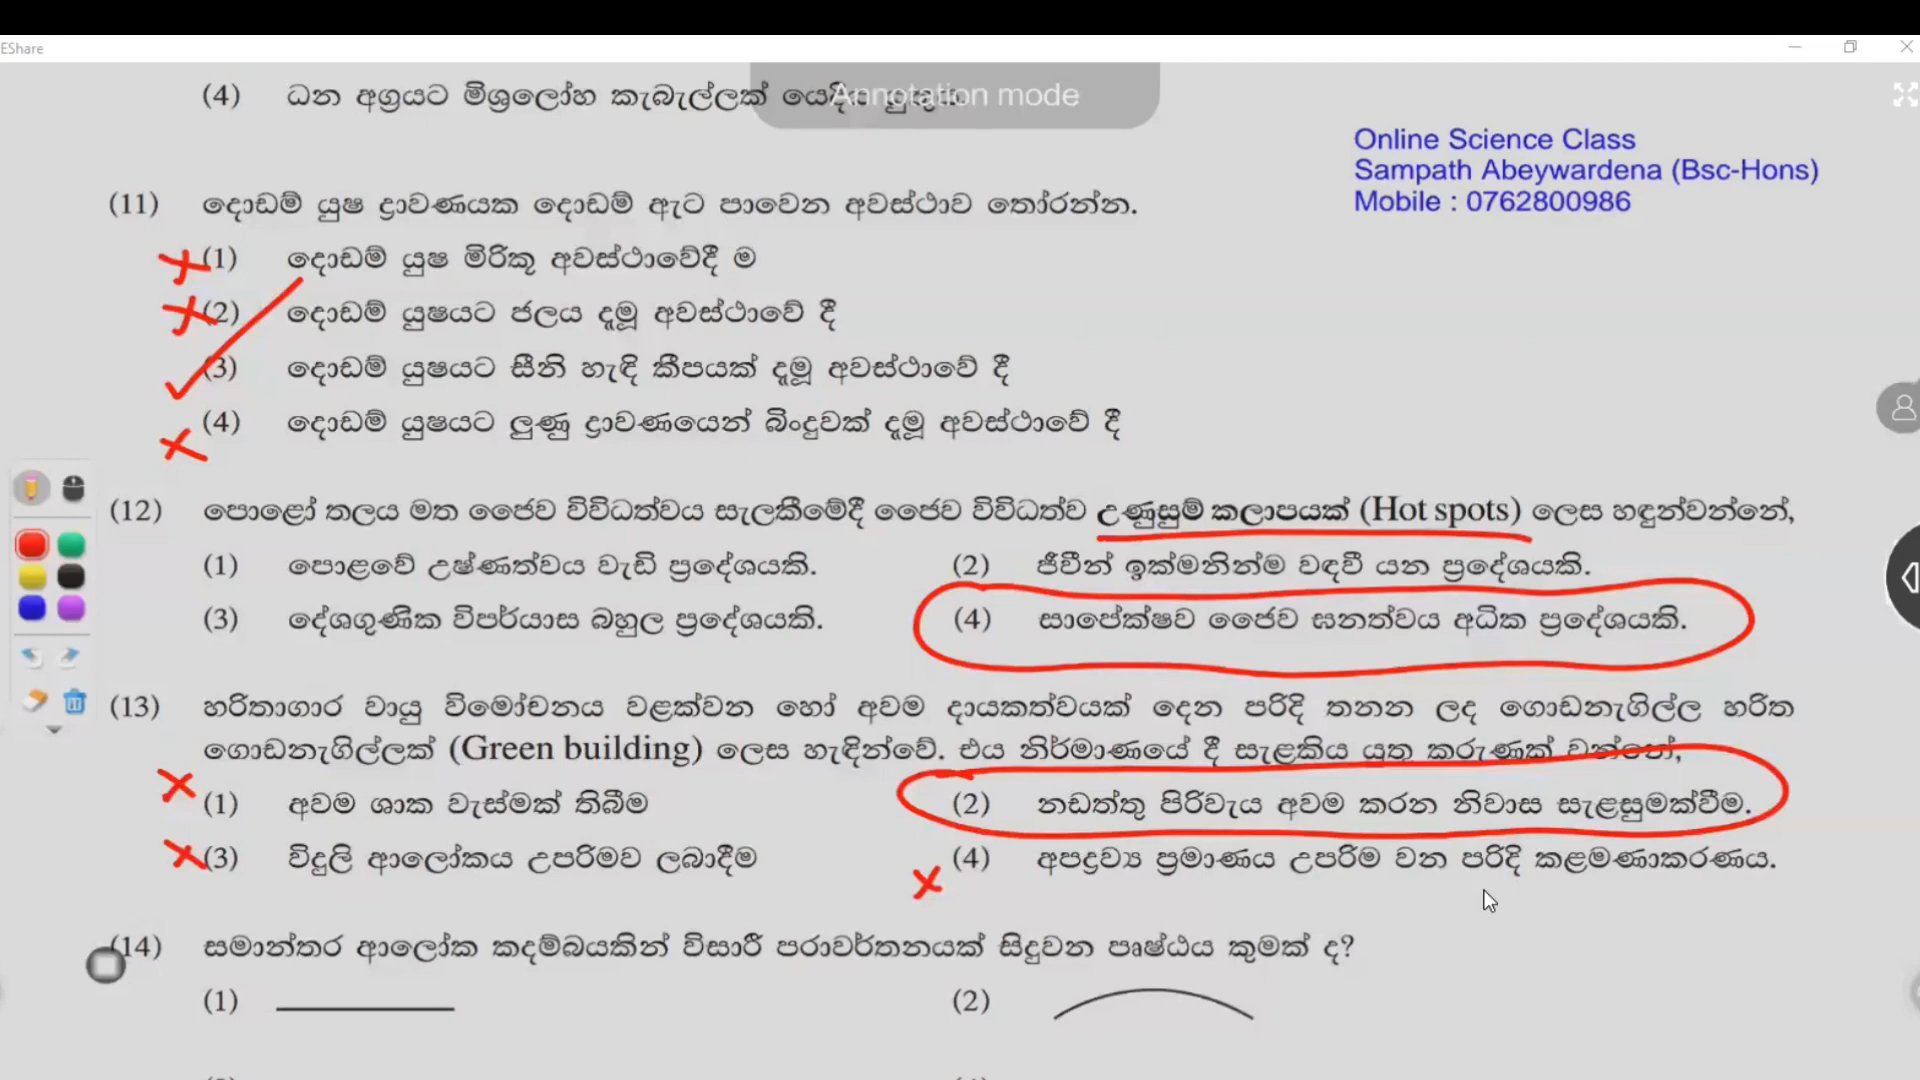 EShare
(4) ධන අග්‍රයට මිශ්‍රලෝහ කැබැල්ලක්
Annotation mode
Online Science Class
Sampath Abeywardena (Bsc-Hons)
Mobile : 0762800986
(11) දොඩම් යුෂ ද්‍රාවණයක දොඩම් ඇට පාවෙන අවස්ථාව තෝරන්න.
(1) දොඩම් යුෂ මිරිකූ අවස්ථාවේදී ම
(2) දොඩම් යුෂයට ජලය දැමූ අවස්ථාවේ දී
(3) දොඩම් යුෂයට සීනි හැඳි කීපයක් දැමූ අවස්ථාවේ දී
(4) දොඩම් යුෂයට ලුණු ද්‍රාවණයෙන් බිංදුවක් දැමූ අවස්ථාවේ දී
(12) පොළෝ තලය මත ජෛව විවිධත්වය සැලකීමේදී ජෛව විවිධත්ව උණුසුම් කලාපයක් (Hot spots) ලෙස හඳුන්වන්නේ,
(1) පොළවේ උෂ්ණත්වය වැඩි ප්‍රදේශයකි. (2) ජීවීන් ඉක්මනින්ම වඳවී යන ප්‍රදේශයකි.
(3) දේශගුණික විපර්යාස බහුල ප්‍රදේශයකි. (4) සාපේක්ෂව ජෛව ඝනත්වය අධික ප්‍රදේශයකි.
(13) හරිතාගාර වායු විමෝචනය වළක්වන හෝ අවම දායකත්වයක් දෙන පරිදි තනන ලද ගොඩනැගිල්ල හරිත
ගොඩනැගිල්ලක් (Green building) ලෙස හැඳින්වේ. එය නිර්මාණයේ දී සැළකිය යුතු කරුණක් වන්නේ,
(1) අවම ශාක වැස්මක් තිබීම (2) නඩත්තු පිරිවැය අවම කරන නිවාස සැළසුමක්වීම.
(3) විදුලි ආලෝකය උපරිමව ලබාදීම (4) අපද්‍රව්‍ය ප්‍රමාණය උපරිම වන පරිදි කළමණාකරණය.
(14) සමාන්තර ආලෝක කදම්බයකින් විසාරී පරාවර්තනයක් සිදුවන පෘෂ්ඨය කුමක් ද?
(1) (2)